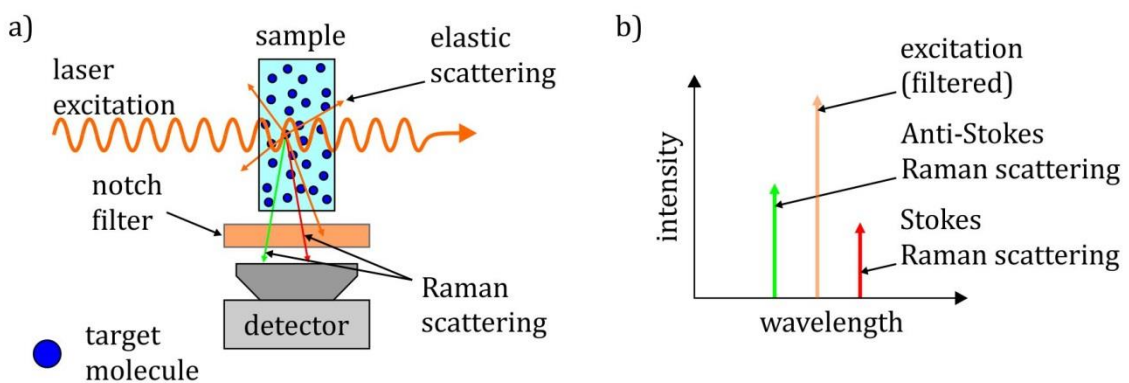 a)
sample
elastic
scattering
laser
excitation
notch
filter
Raman
scattering
detector
target
molecule
b)
excitation
(filtered)
Anti-Stokes
Raman scattering
Stokes
Raman scattering
intensity
wavelength